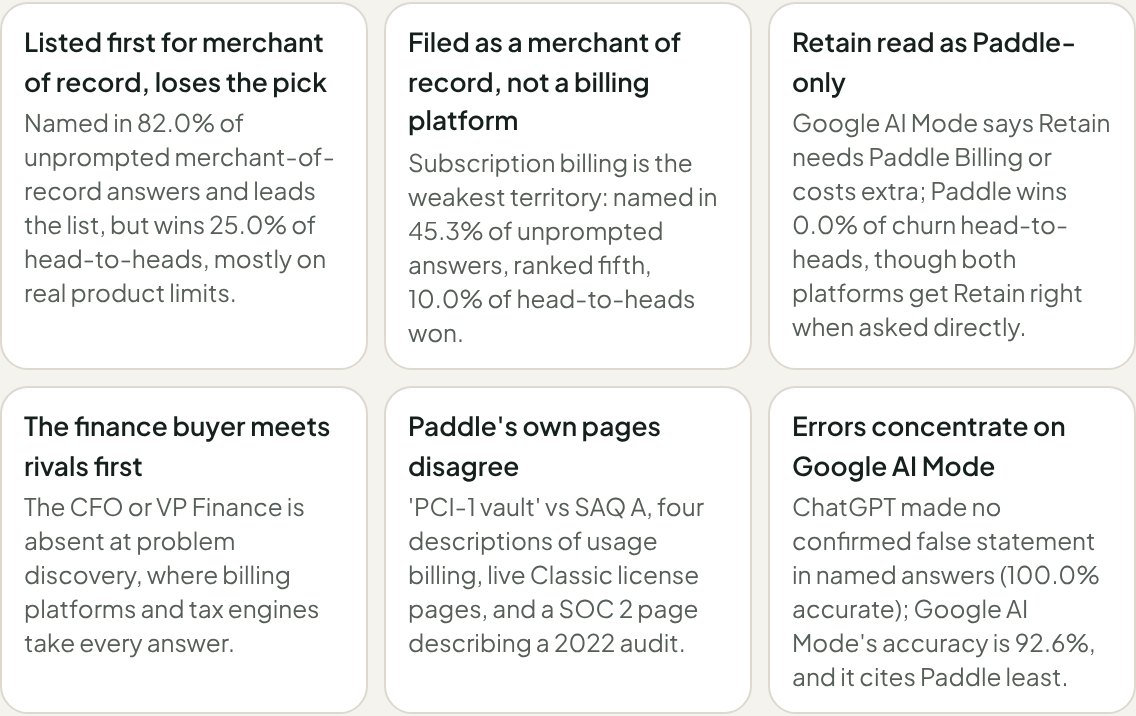 Listed first for merchant
of record, loses the pick
Named in 82.0% of
unprompted merchant-of-
record answers and leads
the list, but wins 25.0% of
head-to-heads, mostly on
real product limits.
Filed as a merchant of
record, not a billing
platform
Subscription billing is the
weakest territory: named in
45.3% of unprompted
answers, ranked fifth,
10.0% of head-to-heads
won.
Retain read as Paddle-
only
Google AI Mode says Retain
needs Paddle Billing or
costs extra; Paddle wins
0.0% of churn head-to-
heads, though both
platforms get Retain right
when asked directly.
The finance buyer meets
rivals first
The CFO or VP Finance is
absent at problem
discovery, where billing
platforms and tax engines
take every answer.
Paddle's own pages
disagree
'PCI-1 vault' vs SAQ A, four
descriptions of usage
billing, live Classic license
pages, and a SOC 2 page
describing a 2022 audit.
Errors concentrate on
Google AI Mode
ChatGPT made no
confirmed false statement
in named answers (100.0%
accurate); Google AI
Mode's accuracy is 92.6%,
and it cites Paddle least.